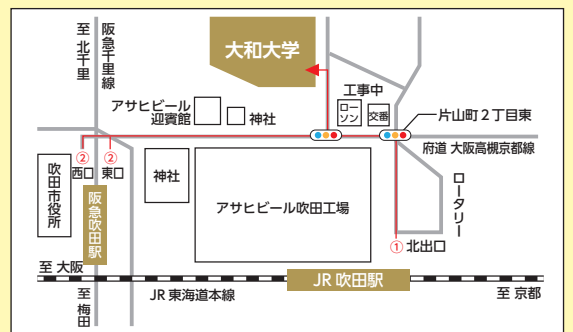 至 北千里
阪急千里線
大和大学
工事中
アサヒビール
迎賓館
神社
ローソン
交番
片山町2丁目東
府道 大阪高槻京都線
②
西口
②
東口
吹田市役所
阪急吹田駅
神社
アサヒビール吹田工場
ロータリー
① 北出口
至 大阪
JR 吹田駅
至 梅田
JR 東海道本線
至 京都